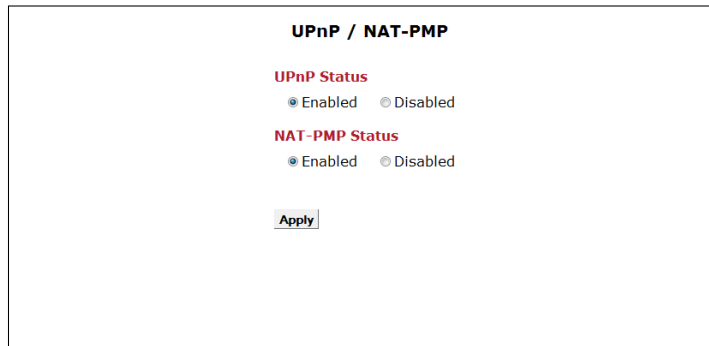 UPnP / NAT-PMP
UPnP Status
Enabled Disabled
NAT-PMP Status
Enabled Disabled
Apply